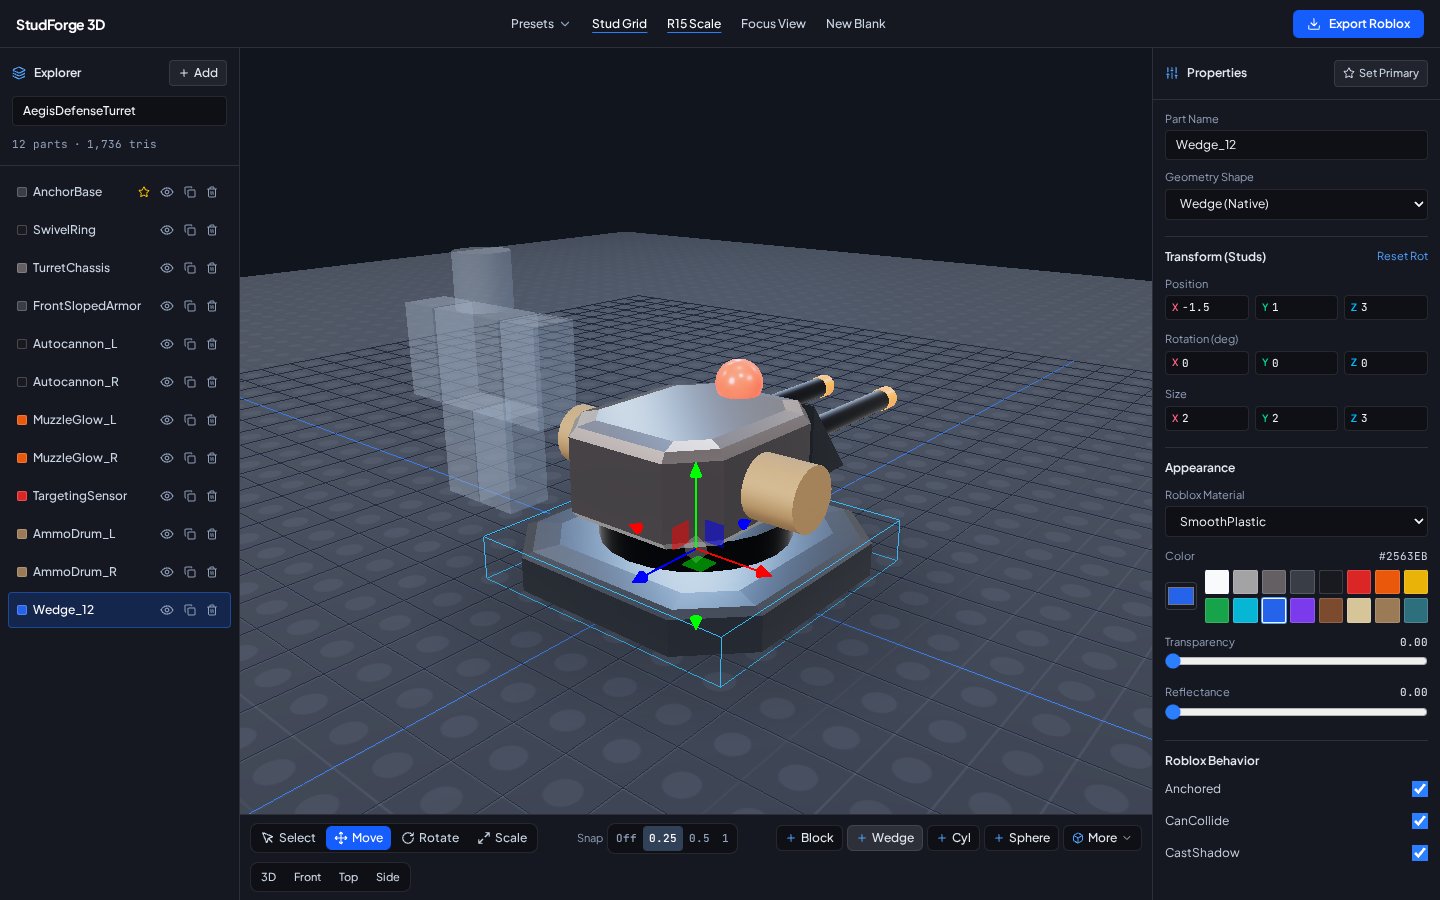 StudForge 3D
Presets
Stud Grid
R15 Scale
Focus View
New Blank
Export Roblox
Explorer
+ Add
AegisDefenseTurret
12 parts · 1,736 tris
AnchorBase
SwivelRing
TurretChassis
FrontSlopedArmor
Autocannon_L
Autocannon_R
MuzzleGlow_L
MuzzleGlow_R
TargetingSensor
AmmoDrum_L
AmmoDrum_R
Wedge_12
Select
Move
Rotate
Scale
Snap
Off
0.25
0.5
1
+ Block
+ Wedge
+ Cyl
+ Sphere
More
3D
Front
Top
Side
Properties
Set Primary
Part Name
Wedge_12
Geometry Shape
Wedge (Native)
Transform (Studs)
Reset Rot
Position
X -1.5
Y 1
Z 3
Rotation (deg)
X 0
Y 0
Z 0
Size
X 2
Y 2
Z 3
Appearance
Roblox Material
SmoothPlastic
Color
#2563EB
Transparency
0.00
Reflectance
0.00
Roblox Behavior
Anchored
CanCollide
CastShadow